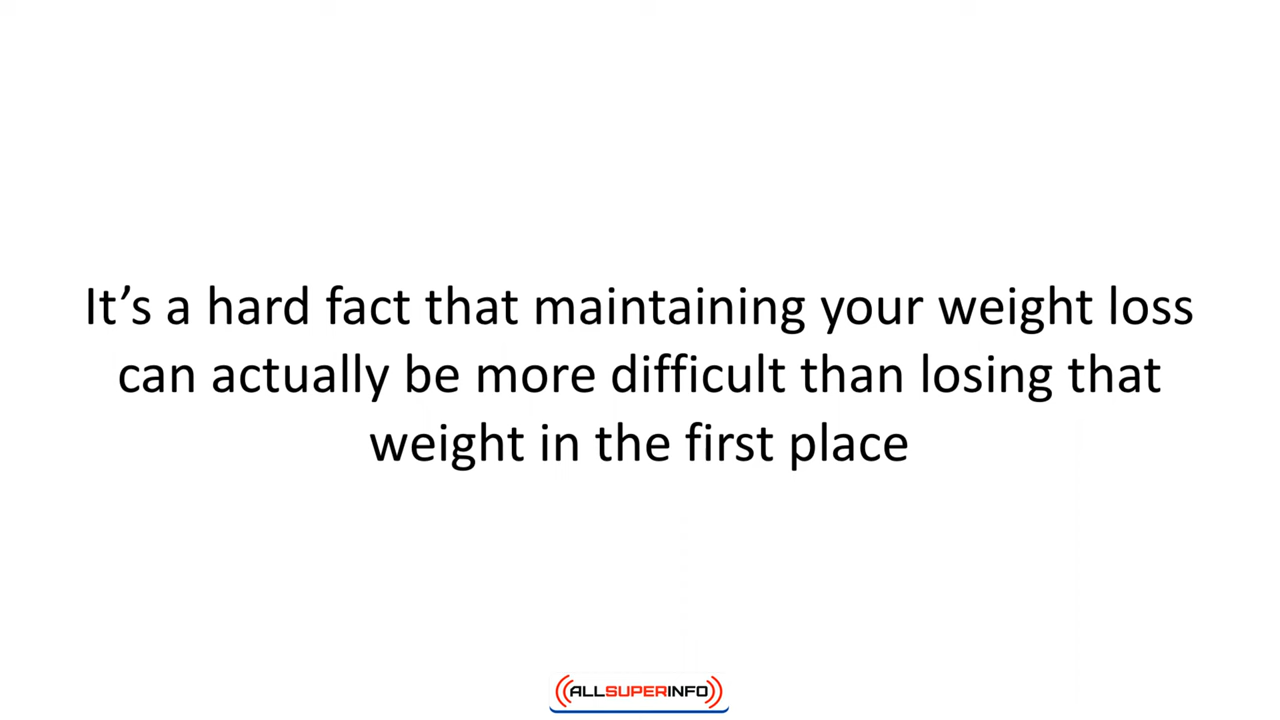 It’s a hard fact that maintaining your weight loss
can actually be more difficult than losing that
weight in the first place
ALLSUPERINFO